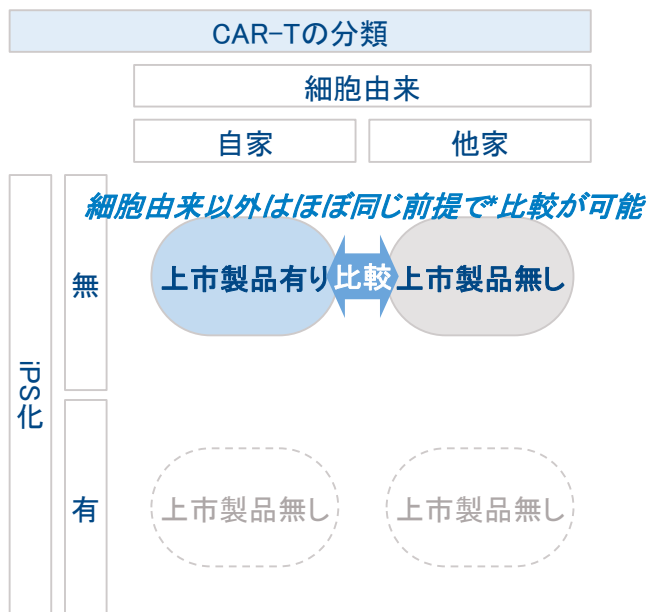 CAR-Tの分類
細胞由来
自家
他家
細胞由来以外はほぼ同じ前提で*比較が可能
iPS化
無
上市製品有り
比較
上市製品無し
有
上市製品無し
上市製品無し